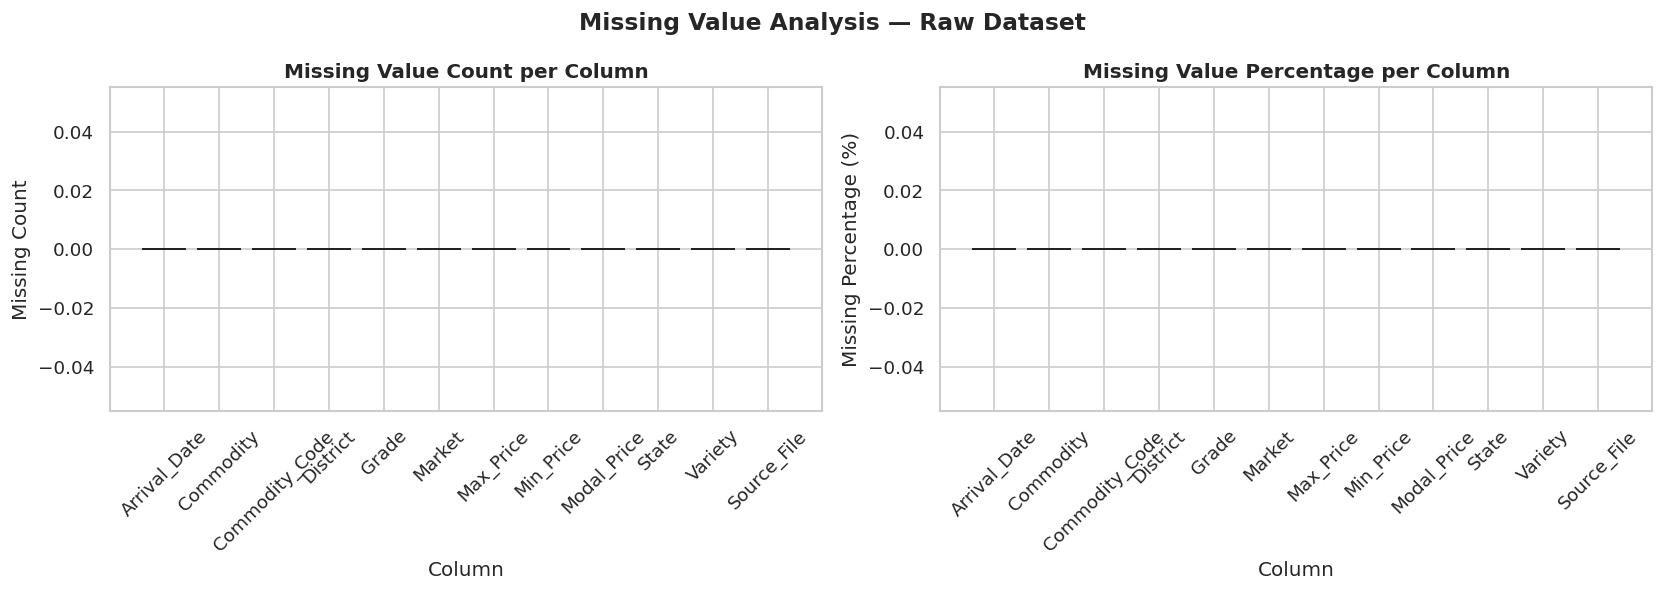 Missing Value Analysis — Raw Dataset
Missing Value Count per Column
Missing Count
0.04
0.02
0.00
−0.02
−0.04
Arrival_Date
Commodity
Commodity_Code
District
Grade
Market
Max_Price
Min_Price
Modal_Price
State
Variety
Source_File
Column
Missing Value Percentage per Column
Missing Percentage (%)
0.04
0.02
0.00
−0.02
−0.04
Arrival_Date
Commodity
Commodity_Code
District
Grade
Market
Max_Price
Min_Price
Modal_Price
State
Variety
Source_File
Column